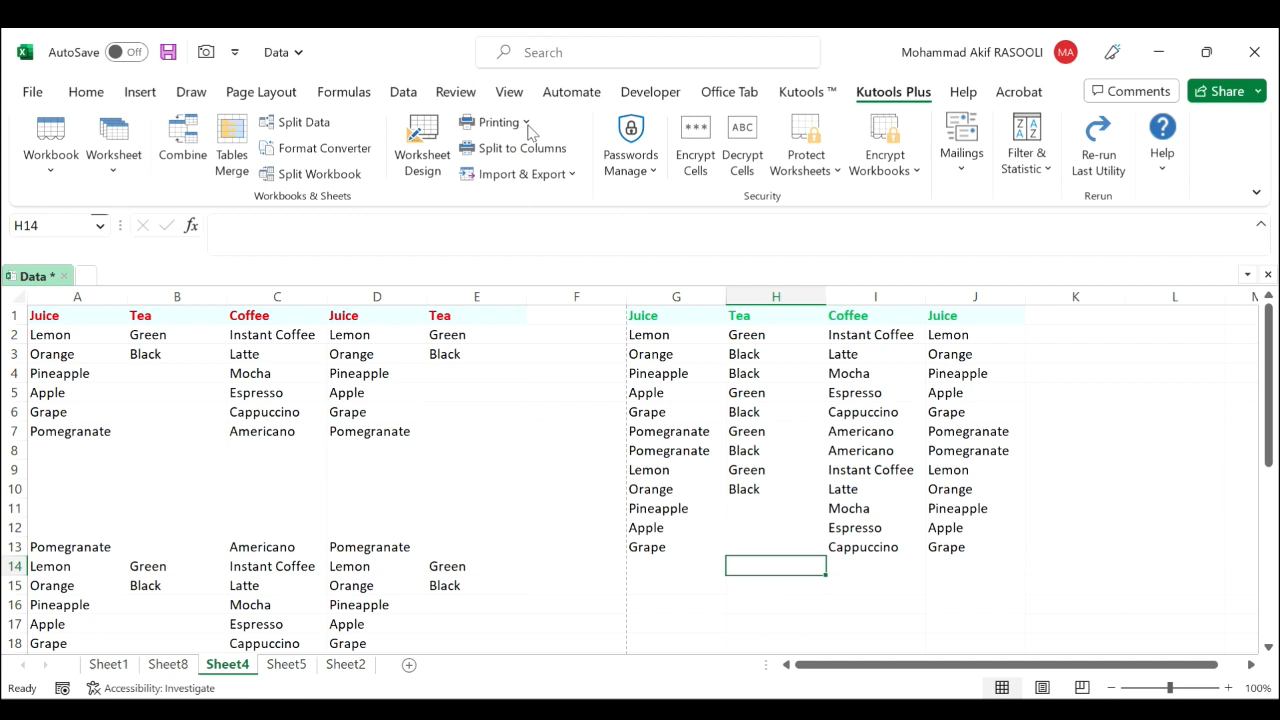 AutoSave Off Data Search Mohammad Akif RASOOLI MA
File Home Insert Draw Page Layout Formulas Data Review View Automate Developer Office Tab Kutools ™ Kutools Plus Help Acrobat Comments Share
Workbook Worksheet Combine Tables Merge Split Data Format Converter Split Workbook
Workbooks & Sheets
Worksheet Design Printing Split to Columns Import & Export
Passwords Manage Encrypt Cells Decrypt Cells Protect Worksheets Encrypt Workbooks
Security
Mailings Filter & Statistic Re-run Last Utility Help
Rerun
H14 fx
Data *
A B C D E F G H I J K L
1 Juice Tea Coffee Juice Tea Juice Tea Coffee Juice
2 Lemon Green Instant Coffee Lemon Green Lemon Green Instant Coffee Lemon
3 Orange Black Latte Orange Black Orange Black Latte Orange
4 Pineapple Mocha Pineapple Pineapple Black Mocha Pineapple
5 Apple Espresso Apple Apple Green Espresso Apple
6 Grape Cappuccino Grape Grape Black Cappuccino Grape
7 Pomegranate Americano Pomegranate Pomegranate Green Americano Pomegranate
8 Pomegranate Black Americano Pomegranate
9 Lemon Green Instant Coffee Lemon
10 Orange Black Latte Orange
11 Pineapple Mocha Pineapple
12 Apple Espresso Apple
13 Pomegranate Americano Pomegranate Grape Cappuccino Grape
14 Lemon Green Instant Coffee Lemon Green
15 Orange Black Latte Orange Black
16 Pineapple Mocha Pineapple
17 Apple Espresso Apple
18 Grape Cappuccino Grape
Sheet1 Sheet8 Sheet4 Sheet5 Sheet2
Ready Accessibility: Investigate 100%